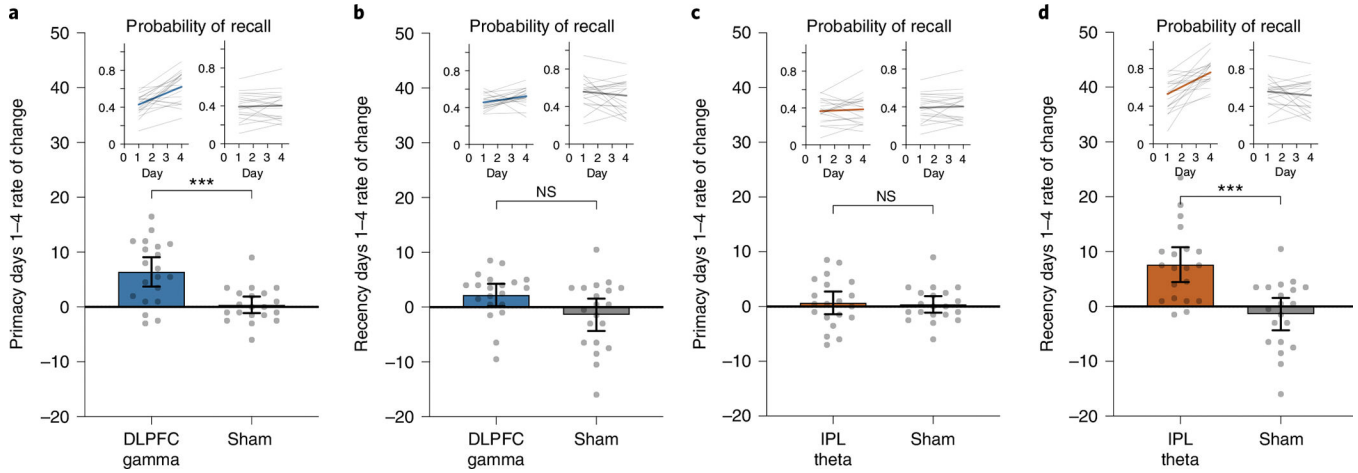 a
Probability of recall
Primacy days 1–4 rate of change
50
40
30
20
10
0
–10
–20
0.8
0.4
0
0 1 2 3 4
Day
0.8
0.4
0
0 1 2 3 4
Day
***
DLPFC
gamma
Sham
b
Probability of recall
Recency days 1–4 rate of change
50
40
30
20
10
0
–10
–20
0.8
0.4
0
0 1 2 3 4
Day
0.8
0.4
0
0 1 2 3 4
Day
NS
DLPFC
gamma
Sham
c
Probability of recall
Primacy days 1–4 rate of change
50
40
30
20
10
0
–10
–20
0.8
0.4
0
0 1 2 3 4
Day
0.8
0.4
0
0 1 2 3 4
Day
NS
IPL
theta
Sham
d
Probability of recall
Recency days 1–4 rate of change
50
40
30
20
10
0
–10
–20
0.8
0.4
0
0 1 2 3 4
Day
0.8
0.4
0
0 1 2 3 4
Day
***
IPL
theta
Sham